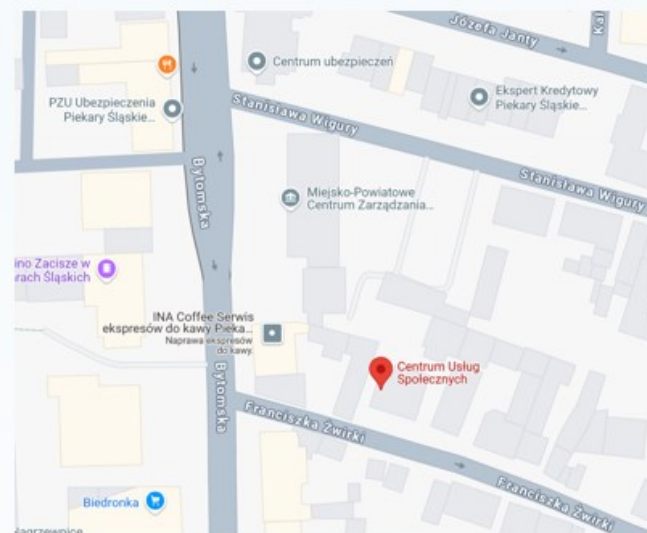 Józefa Janty
Kal
Centrum ubezpieczeń
PZU Ubezpieczenia
Piekary Śląskie...
Ekspert Kredytowy
Piekary Śląskie...
Stanisława Wigury
Bytomska
Stanisława Wigury
Miejsko-Powiatowe
Centrum Zarządzania...
ino Zacisze w
arach Śląskich
INA Coffee Serwis
ekspresów do kawy Pieka...
Naprawa ekspresów
do kawy
Centrum Usług
Społecznych
Bytomska
Franciszka Żwirki
Franciszka Żwirki
Biedronka